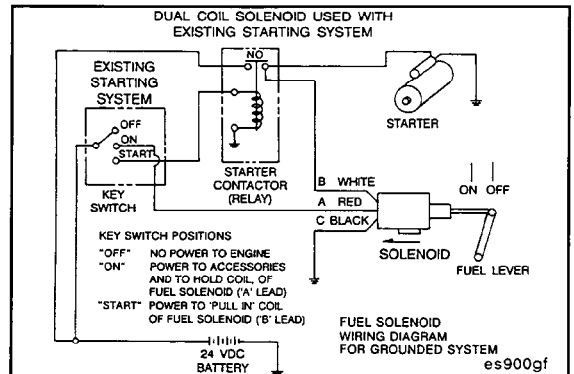 DUAL COIL SOLENOID USED WITH
EXISTING STARTING SYSTEM
EXISTING
STARTING
SYSTEM
NO
OFF
ON
START
STARTER
KEY
SWITCH
STARTER
CONTACTOR
(RELAY)
B WHITE
A RED
C BLACK
ON OFF
SOLENOID
FUEL LEVER
KEY SWITCH POSITIONS
"OFF" NO POWER TO ENGINE
"ON" POWER TO ACCESSORIES
AND TO HOLD COIL, OF
FUEL SOLENOID ('A' LEAD)
"START" POWER TO 'PULL IN' COIL
OF FUEL SOLENOID ('B' LEAD)
24 VDC
BATTERY
FUEL SOLENOID
WIRING DIAGRAM
FOR GROUNDED SYSTEM
es900gf